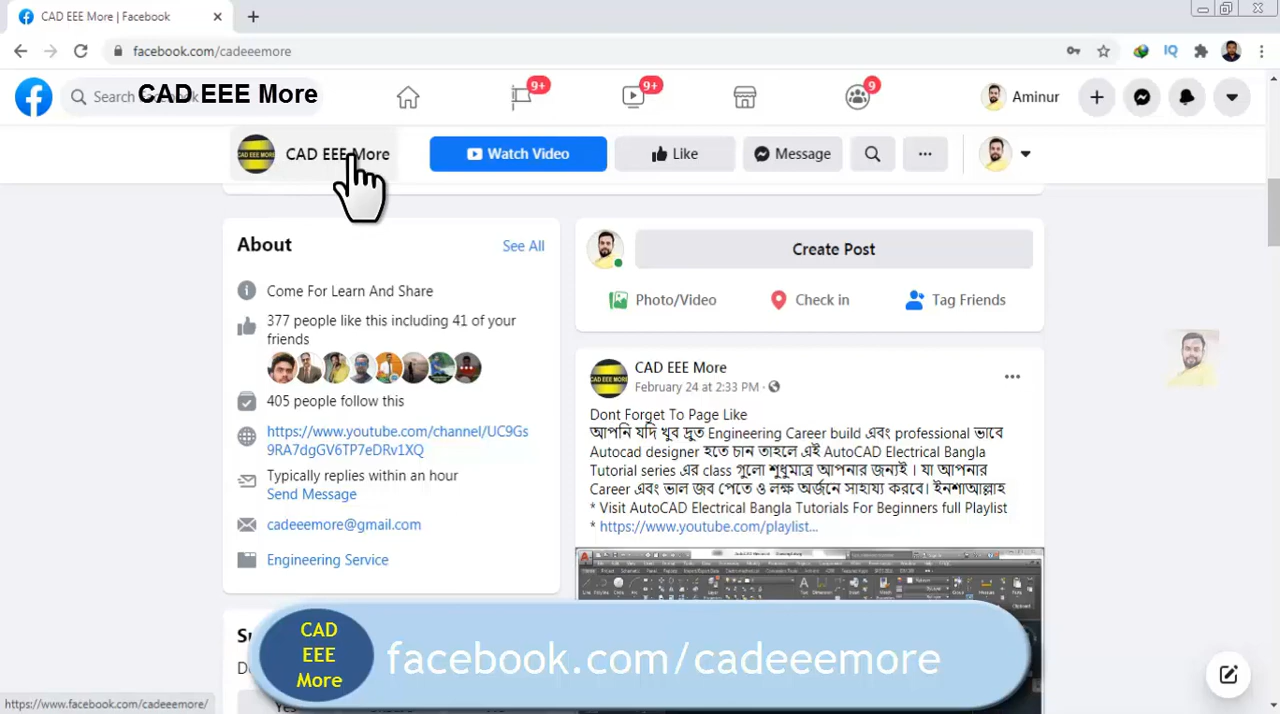 CAD EEE More | Facebook
facebook.com/cadeeemore
IQ
Search
CAD EEE More
9+
9+
9
Aminur
CAD EEE More
Watch Video
Like
Message
About
See All
Come For Learn And Share
377 people like this including 41 of your
friends
405 people follow this
https://www.youtube.com/channel/UC9Gs
9RA7dgGV6TP7eDRv1XQ
Typically replies within an hour
Send Message
cadeeemore@gmail.com
Engineering Service
Create Post
Photo/Video
Check in
Tag Friends
CAD EEE More
CAD EEE More
February 24 at 2:33 PM ·
Dont Forget To Page Like
আপনি যদি খুব দ্রুত Engineering Career build এবং professional ভাবে
Autocad designer হতে চান তাহলে এই AutoCAD Electrical Bangla
Tutorial series এর class গুলো শুধুমাত্র আপনার জন্যই । যা আপনার
Career এবং ভাল জব পেতে ও লক্ষ অর্জনে সাহায্য করবে। ইনশাআল্লাহ
* Visit AutoCAD Electrical Bangla Tutorials For Beginners full Playlist
* https://www.youtube.com/playlist...
CAD
EEE
More
facebook.com/cadeeemore
https://www.facebook.com/cadeeemore/